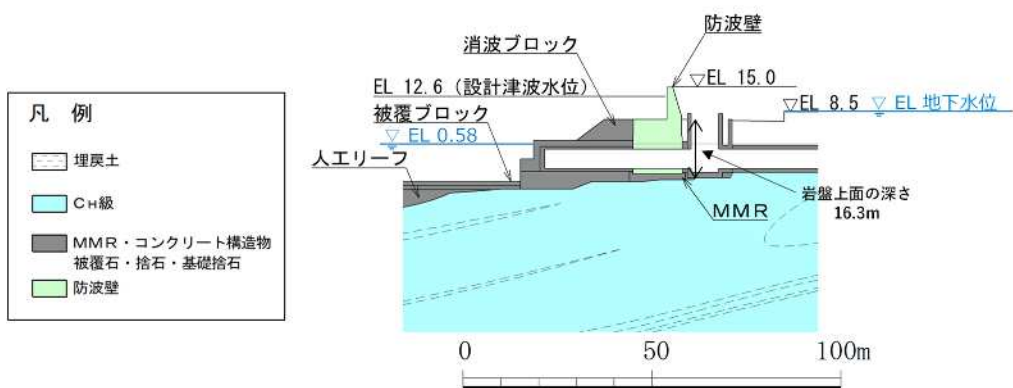 凡 例
埋戻土
CH級
MMR・コンクリート構造物
被覆石・捨石・基礎捨石
防波壁
防波壁
消波ブロック
▽EL 15.0
EL 12.6 (設計津波水位)
▽EL 8.5 ▽ EL 地下水位
被覆ブロック
▽ EL 0.58
人工リーフ
岩盤上面の深さ
16.3m
MMR
0 50 100m